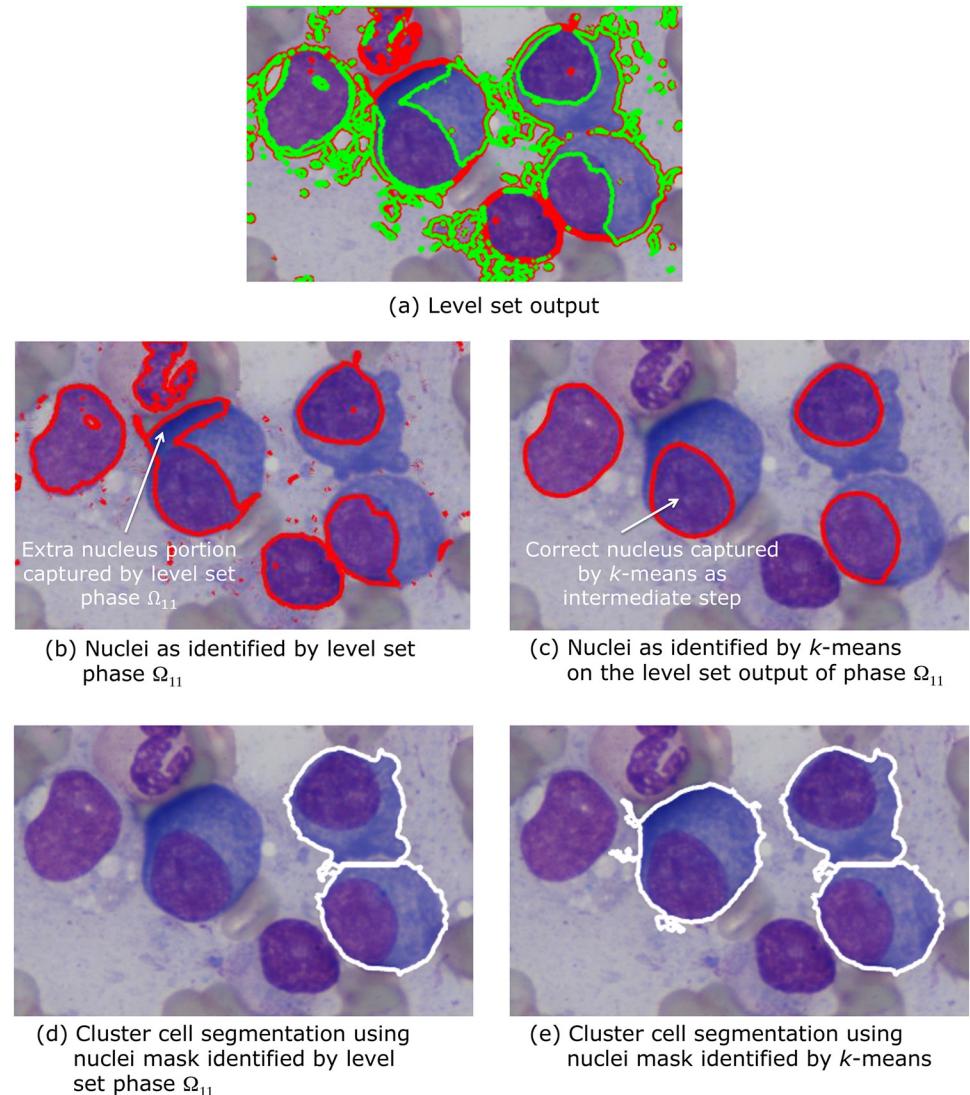 (a) Level set output
Extra nucleus portion
captured by level set
phase Ω₁₁
Correct nucleus captured
by k-means as
intermediate step
(b) Nuclei as identified by level set
phase Ω₁₁
(c) Nuclei as identified by k-means
on the level set output of phase Ω₁₁
(d) Cluster cell segmentation using
nuclei mask identified by level
set phase Ω₁₁
(e) Cluster cell segmentation using
nuclei mask identified by k-means